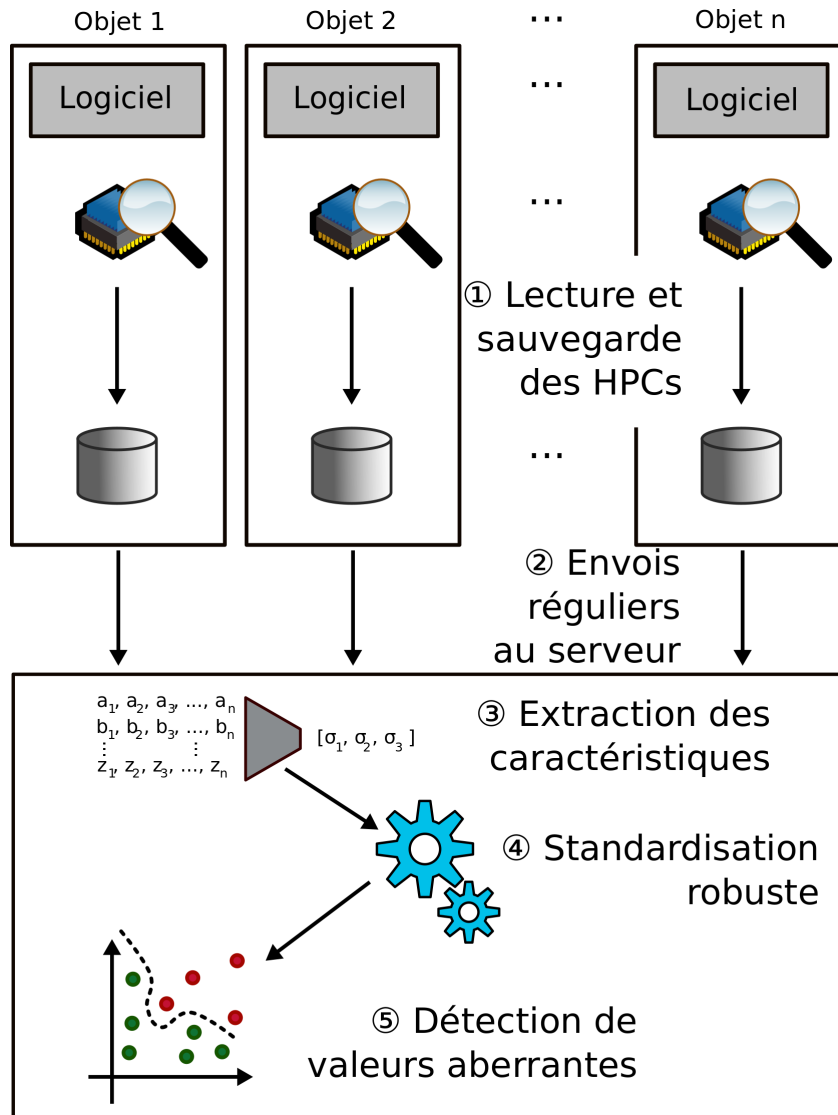 Objet 1
Objet 2
...
Objet n
Logiciel
Logiciel
...
Logiciel
...
① Lecture et
sauvegarde
des HPCs
...
② Envois
réguliers
au serveur
a₁, a₂, a₃, ..., aₙ
b₁, b₂, b₃, ..., bₙ
⋮ ⋮
z₁, z₂, z₃, ..., zₙ
[σ₁, σ₂, σ₃ ]
③ Extraction des
caractéristiques
④ Standardisation
robuste
⑤ Détection de
valeurs aberrantes